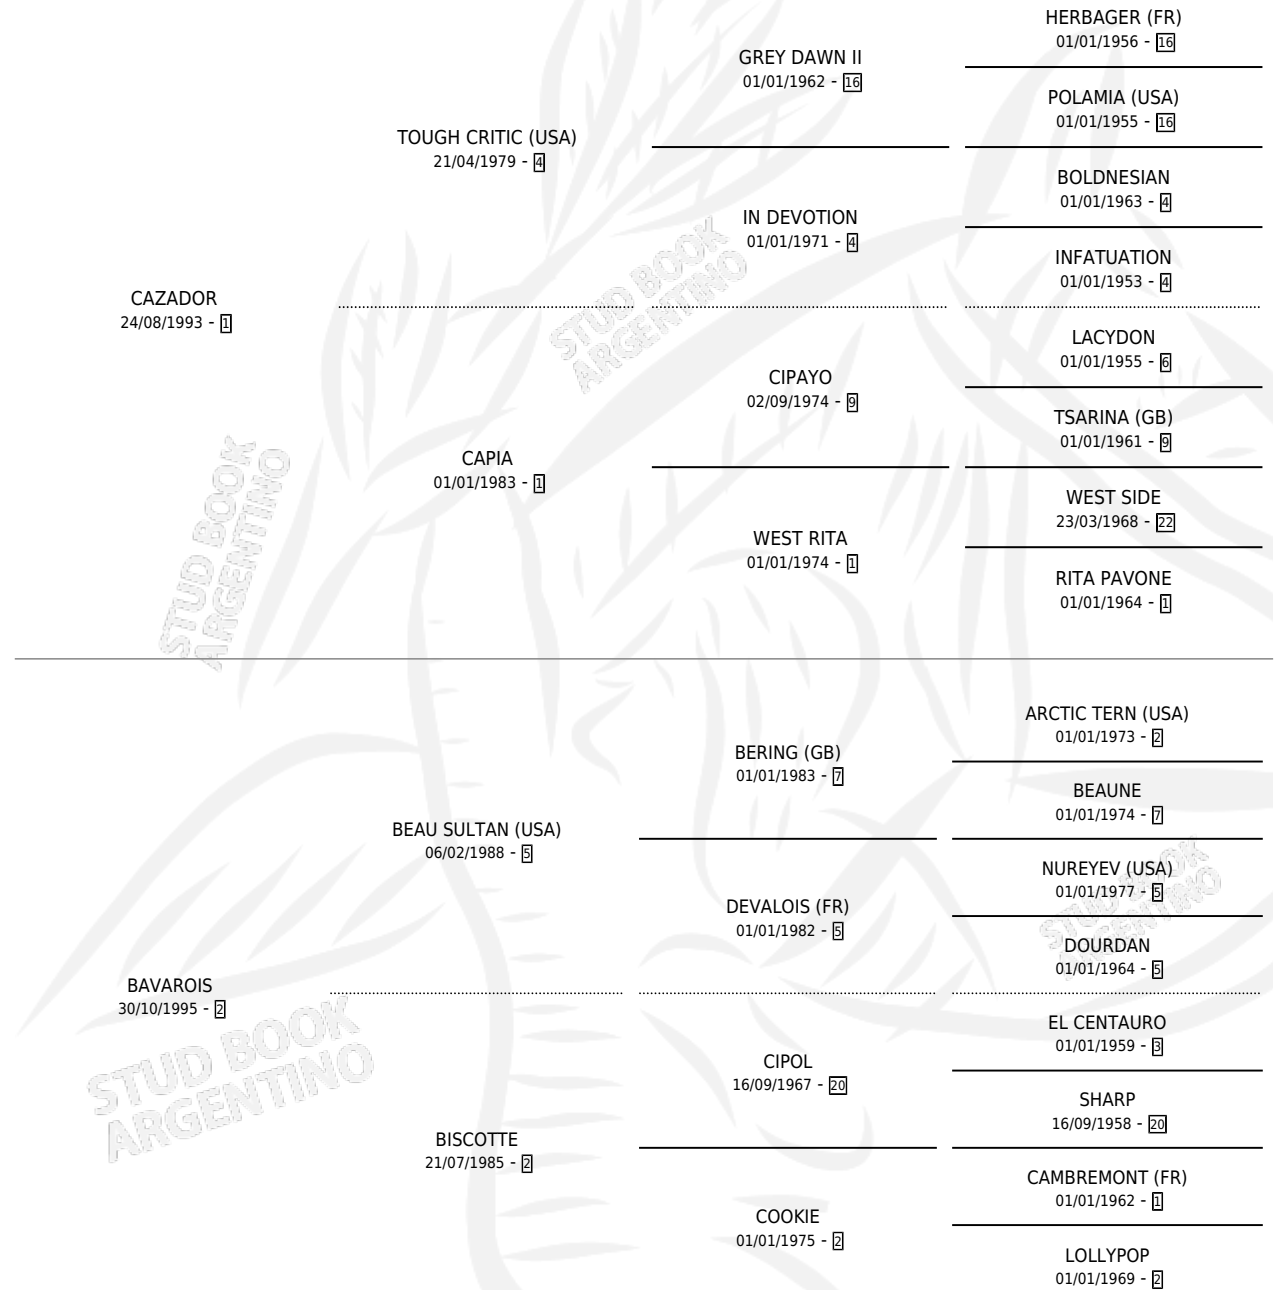 HERBAGER (FR)
01/01/1956 - 16
GREY DAWN II
01/01/1962 - 16
POLAMIA (USA)
01/01/1955 - 16
TOUGH CRITIC (USA)
21/04/1979 - 4
BOLDNESIAN
01/01/1963 - 4
IN DEVOTION
01/01/1971 - 4
INFATUATION
01/01/1953 - 4
CAZADOR
24/08/1993 - 1
LACYDON
01/01/1955 - 6
CIPAYO
02/09/1974 - 9
TSARINA (GB)
01/01/1961 - 9
CAPIA
01/01/1983 - 1
WEST SIDE
23/03/1968 - 22
WEST RITA
01/01/1974 - 1
RITA PAVONE
01/01/1964 - 1
STUD BOOK
ARGENTINO
STUD BOOK
ARGENTINO
ARCTIC TERN (USA)
01/01/1973 - 2
BERING (GB)
01/01/1983 - 7
BEAUNE
01/01/1974 - 7
BEAU SULTAN (USA)
06/02/1988 - 5
NUREYEV (USA)
01/01/1977 - 5
DEVALOIS (FR)
01/01/1982 - 5
DOURDAN
01/01/1964 - 5
BAVAROIS
30/10/1995 - 2
EL CENTAURO
01/01/1959 - 3
CIPOL
16/09/1967 - 20
SHARP
16/09/1958 - 20
BISCOTTE
21/07/1985 - 2
CAMBREMONT (FR)
01/01/1962 - 1
COOKIE
01/01/1975 - 2
LOLLYPOP
01/01/1969 - 2
STUD BOOK
ARGENTINO
STUD BOOK
ARGENTINO